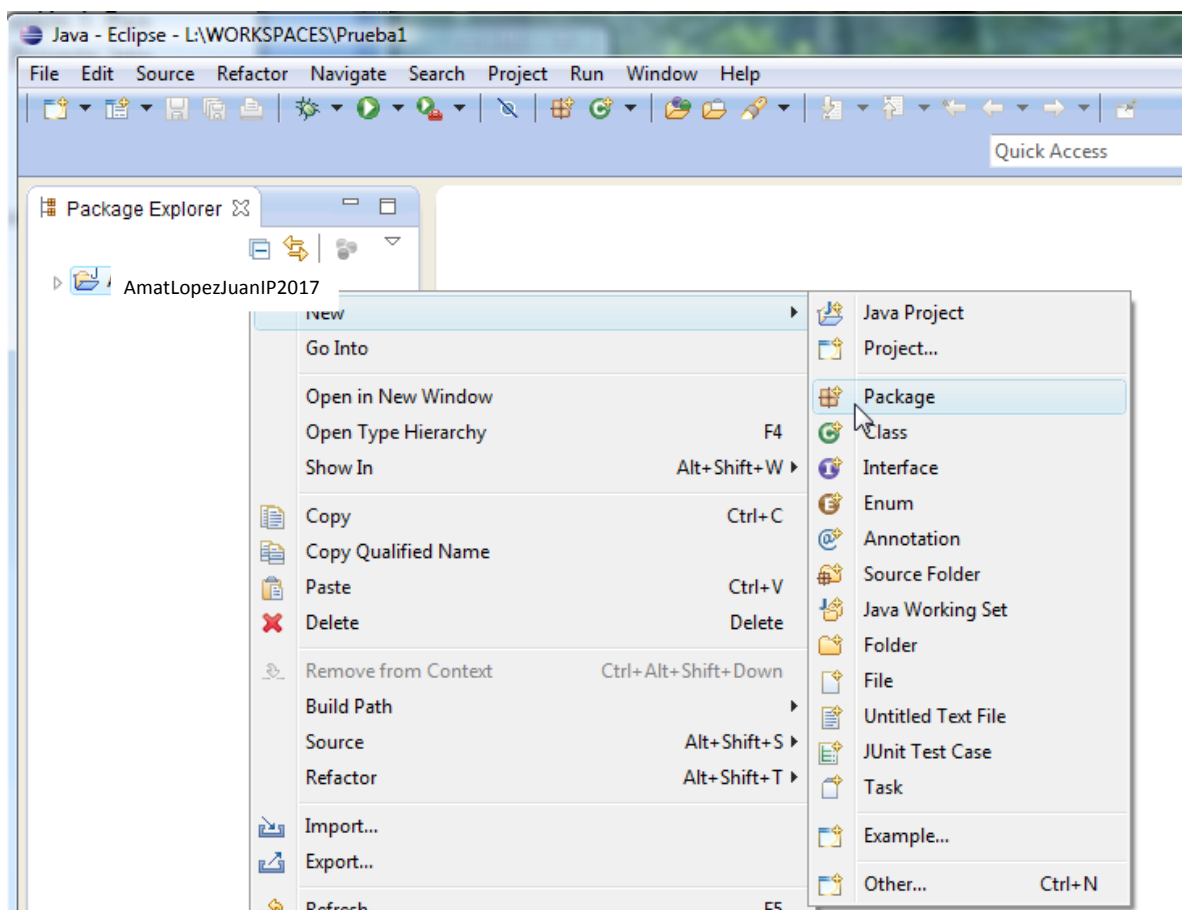 Java - Eclipse - L:\WORKSPACES\Prueba1
File Edit Source Refactor Navigate Search Project Run Window Help
Quick Access
Package Explorer
AmatLopezJuanIP2017
New
Go Into
Open in New Window
Open Type Hierarchy F4
Show In Alt+Shift+W
Copy Ctrl+C
Copy Qualified Name
Paste Ctrl+V
Delete Delete
Remove from Context Ctrl+Alt+Shift+Down
Build Path
Source Alt+Shift+S
Refactor Alt+Shift+T
Import...
Export...
Refresh F5
Java Project
Project...
Package
Class
Interface
Enum
Annotation
Source Folder
Java Working Set
Folder
File
Untitled Text File
JUnit Test Case
Task
Example...
Other... Ctrl+N